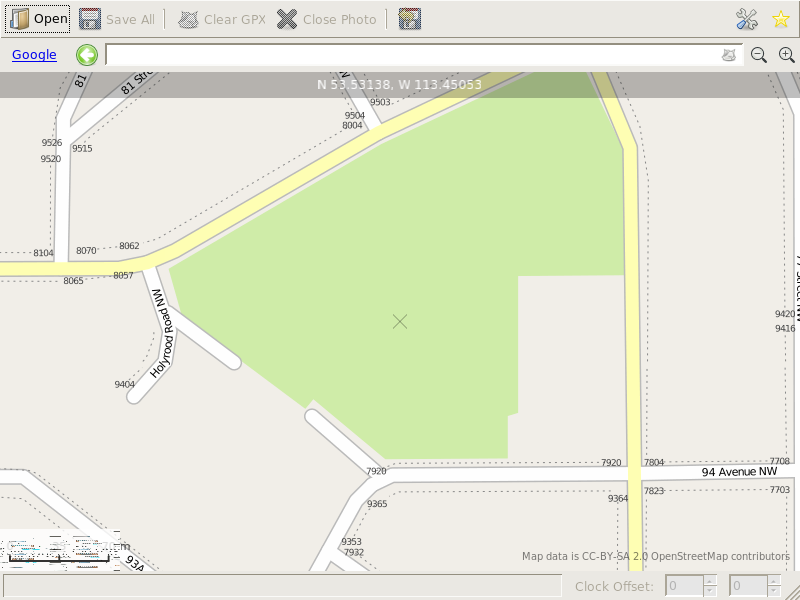 Open Save All Clear GPX Close Photo
Google
N 53.53138, W 113.45053
81
81 Str
W
9503
9504
8004
9526
9515
9520
8062
8070
8104
8057
8065
Holyrood Road NW
9420
9416
9404
7920
7920
7804
7708
94 Avenue NW
9365
9364
7823
7703
9353
7932
93A
Map data is CC-BY-SA 2.0 OpenStreetMap contributors
Clock Offset: 0 0